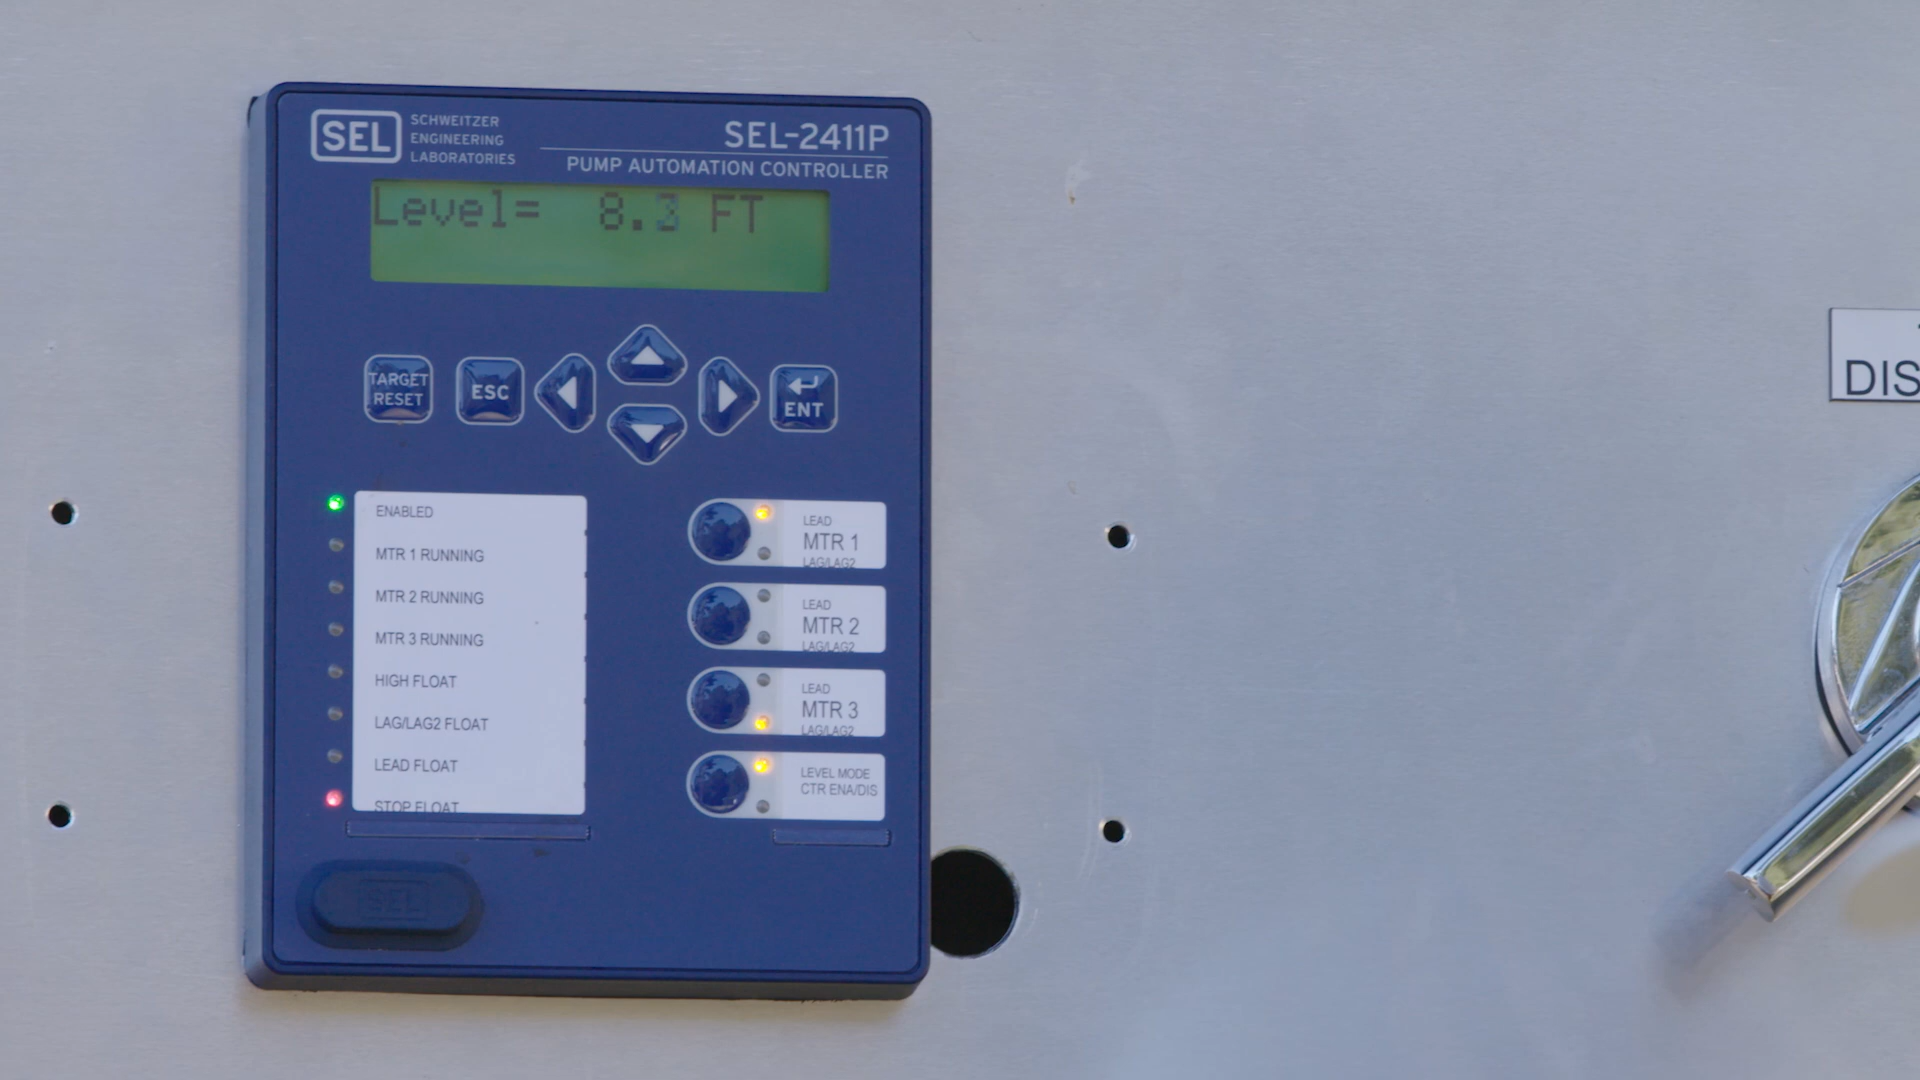 SEL
SCHWEITZER
ENGINEERING
LABORATORIES
SEL-2411P
PUMP AUTOMATION CONTROLLER
Level= 8.3 FT
TARGET
RESET
ESC
ENT
ENABLED
MTR 1 RUNNING
MTR 2 RUNNING
MTR 3 RUNNING
HIGH FLOAT
LAG/LAG2 FLOAT
LEAD FLOAT
STOP FLOAT
LEAD
MTR 1
LAG/LAG2
LEAD
MTR 2
LAG/LAG2
LEAD
MTR 3
LAG/LAG2
LEVEL MODE
CTR ENA/DIS
SEL
DIS